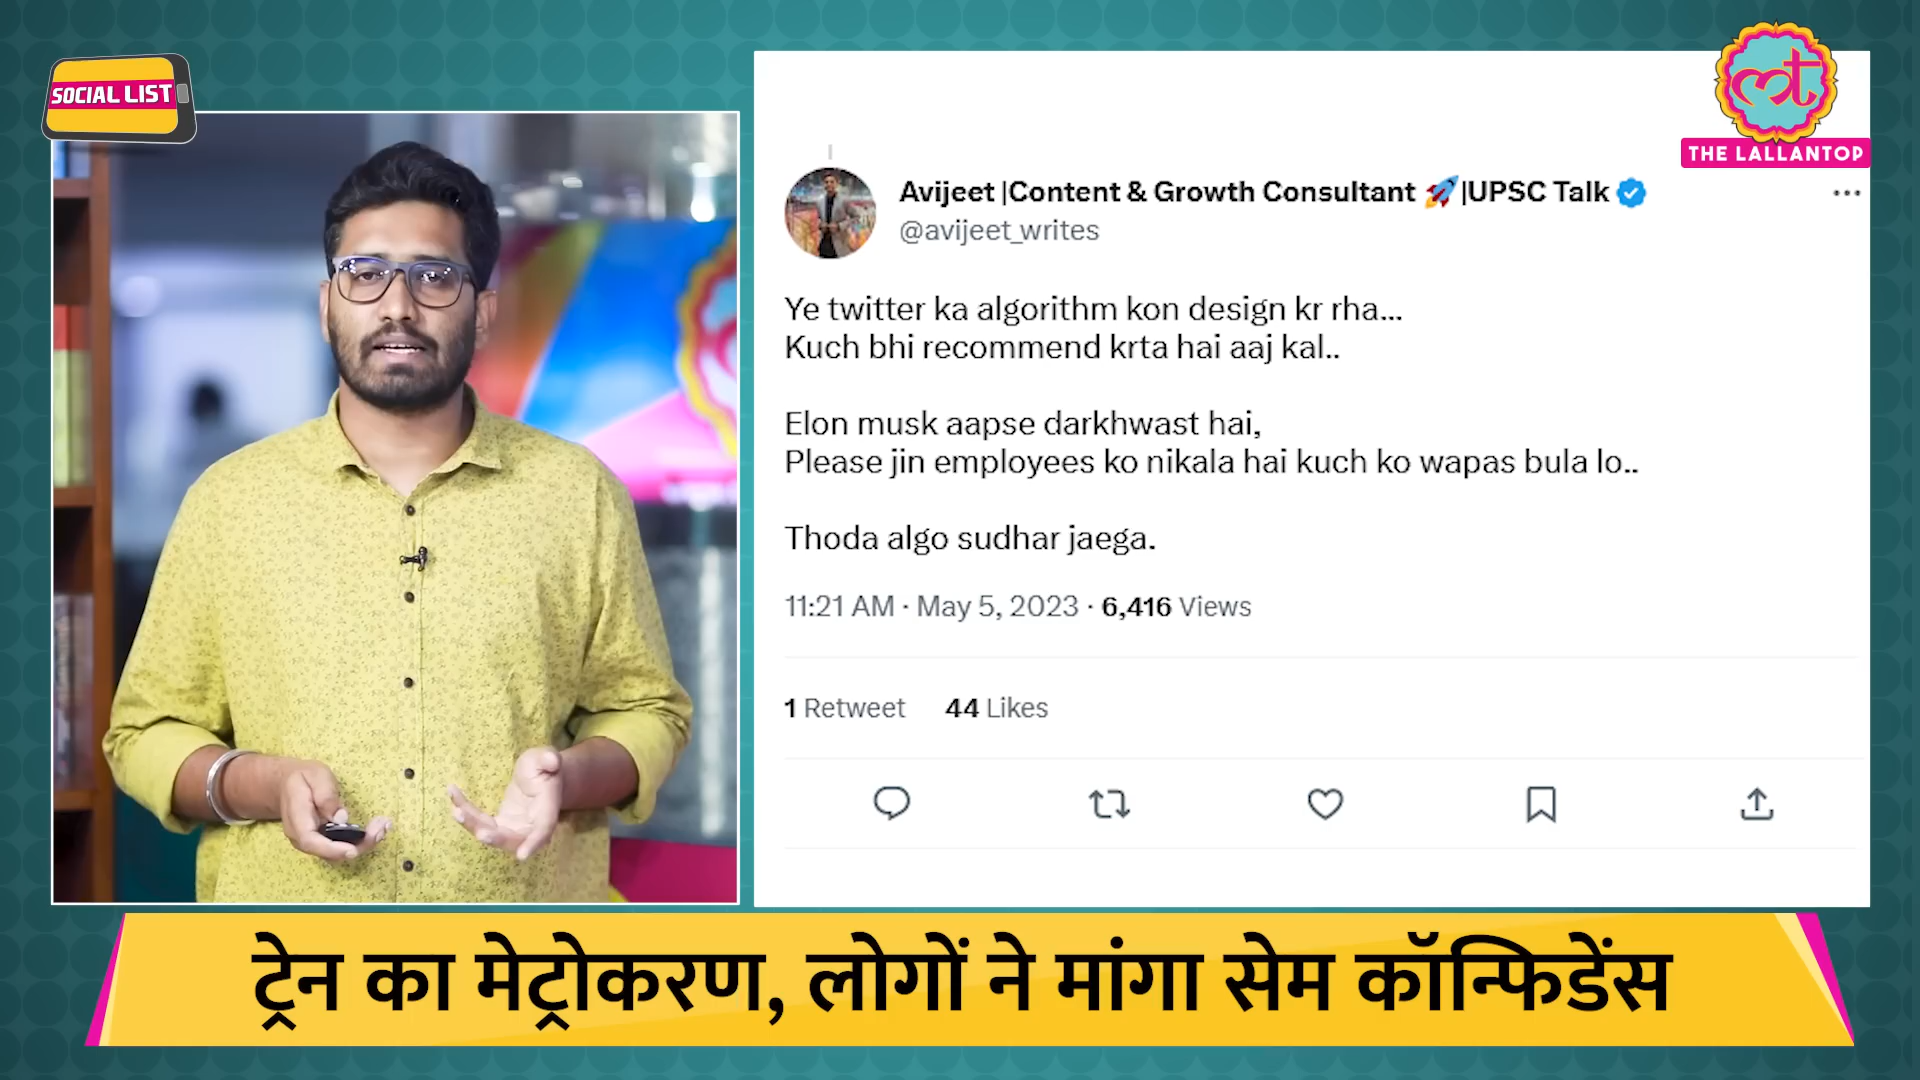 SOCIAL LIST
THE LALLANTOP
Avijeet |Content & Growth Consultant 🚀|UPSC Talk
@avijeet_writes
Ye twitter ka algorithm kon design kr rha...
Kuch bhi recommend krta hai aaj kal..
Elon musk aapse darkhwast hai,
Please jin employees ko nikala hai kuch ko wapas bula lo..
Thoda algo sudhar jaega.
11:21 AM · May 5, 2023 · 6,416 Views
1 Retweet 44 Likes
ट्रेन का मेट्रोकरण, लोगों ने मांगा सेम कॉन्फिडेंस